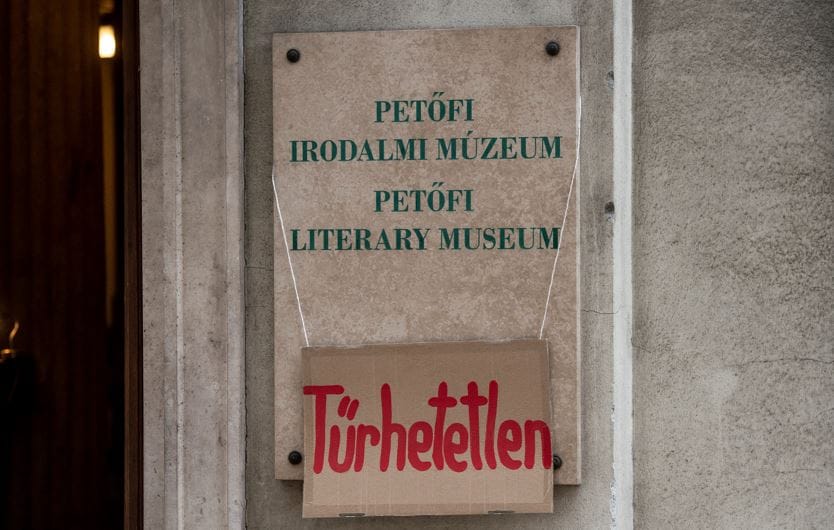 PETŐFI
IRODALMI MÚZEUM
PETŐFI
LITERARY MUSEUM
Tűrhetetlen